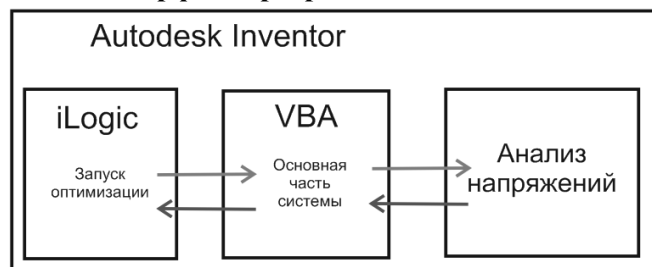 Autodesk Inventor
iLogic
Запуск
оптимизации
VBA
Основная
часть
системы
Анализ
напряжений